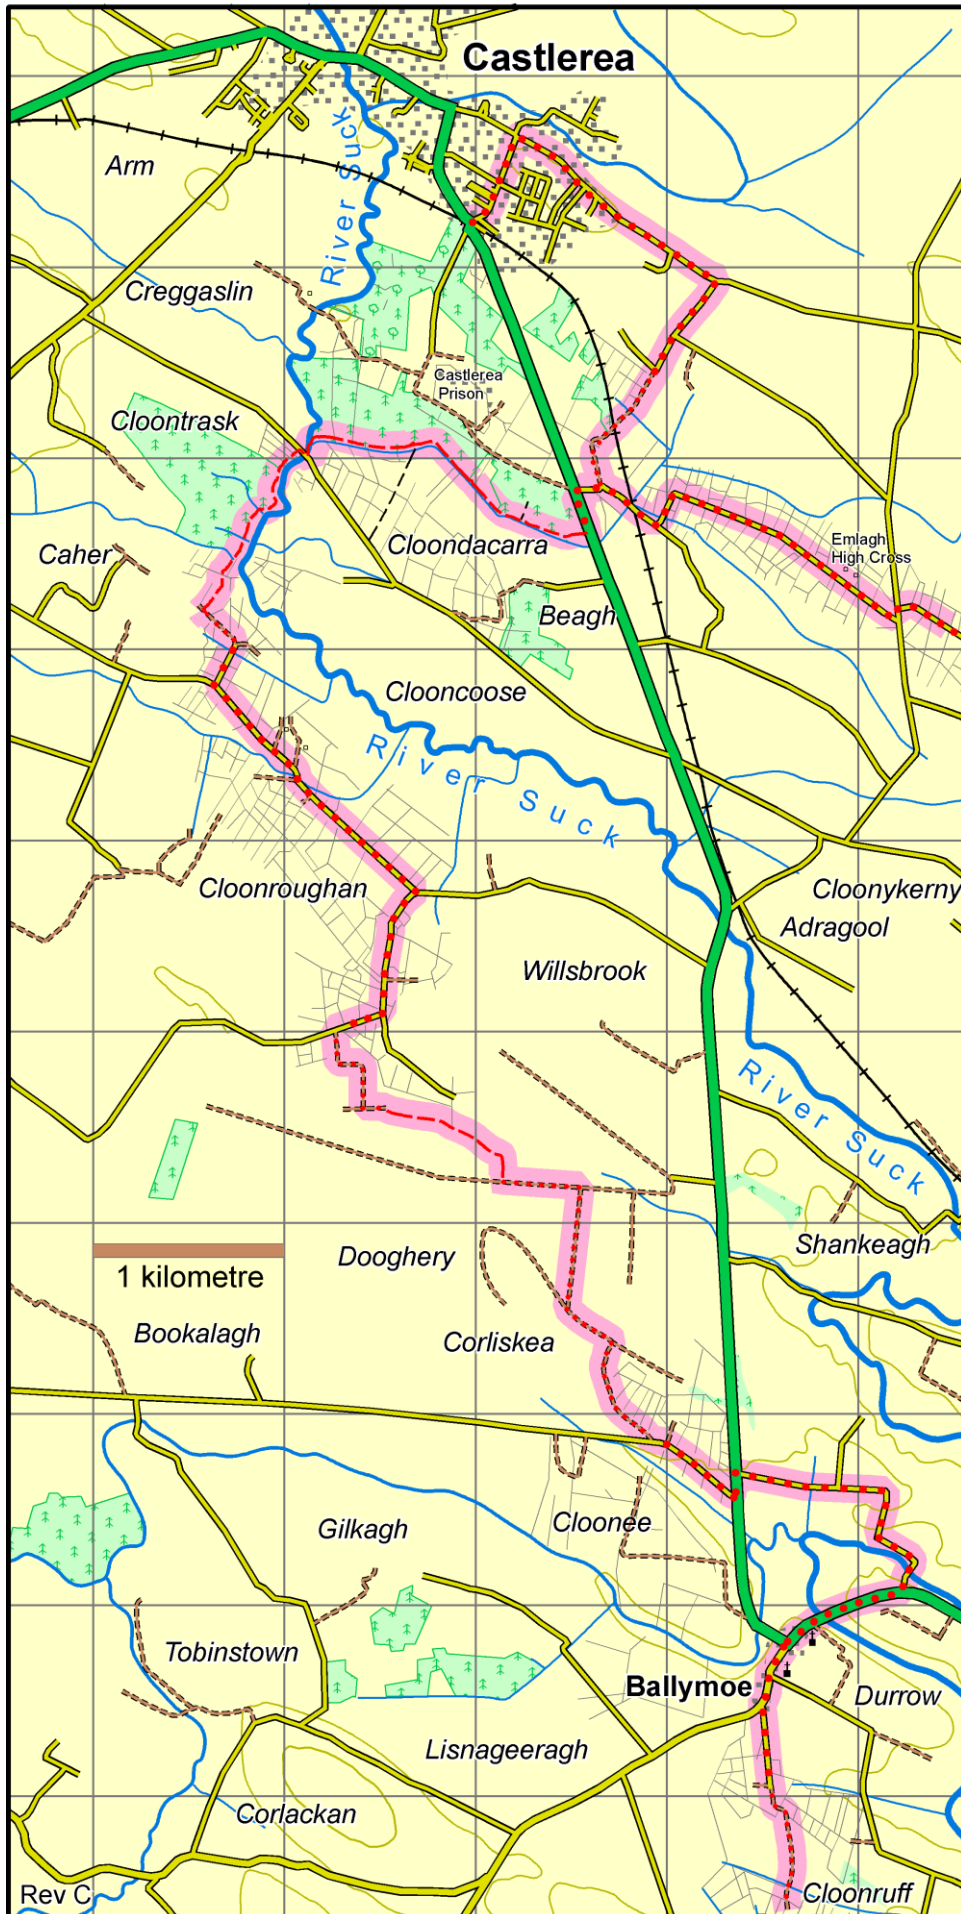 Castlerea
Arm
River Suck
Creggaslin
Castlerea
Prison
Cloontrask
Caher
Cloondacarra
Emlagh
High Cross
Beagh
Clooncoose
River Suck
Cloonroughan
Cloonykerny
Adragool
Willsbrook
River Suck
Shankeagh
Dooghery
1 kilometre
Bookalagh
Corliskea
Gilkagh
Cloonee
Tobinstown
Ballymoe
Durrow
Lisnageeragh
Corlackan
Rev C
Cloonruff